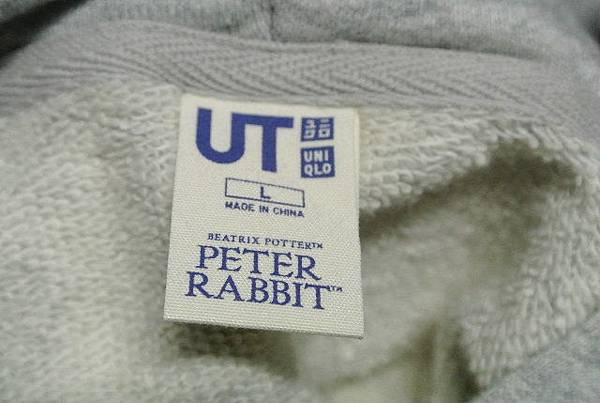 UT
ユニ
クロ
UNI
QLO
L
MADE IN CHINA
BEATRIX POTTER™
PETER
RABBIT™